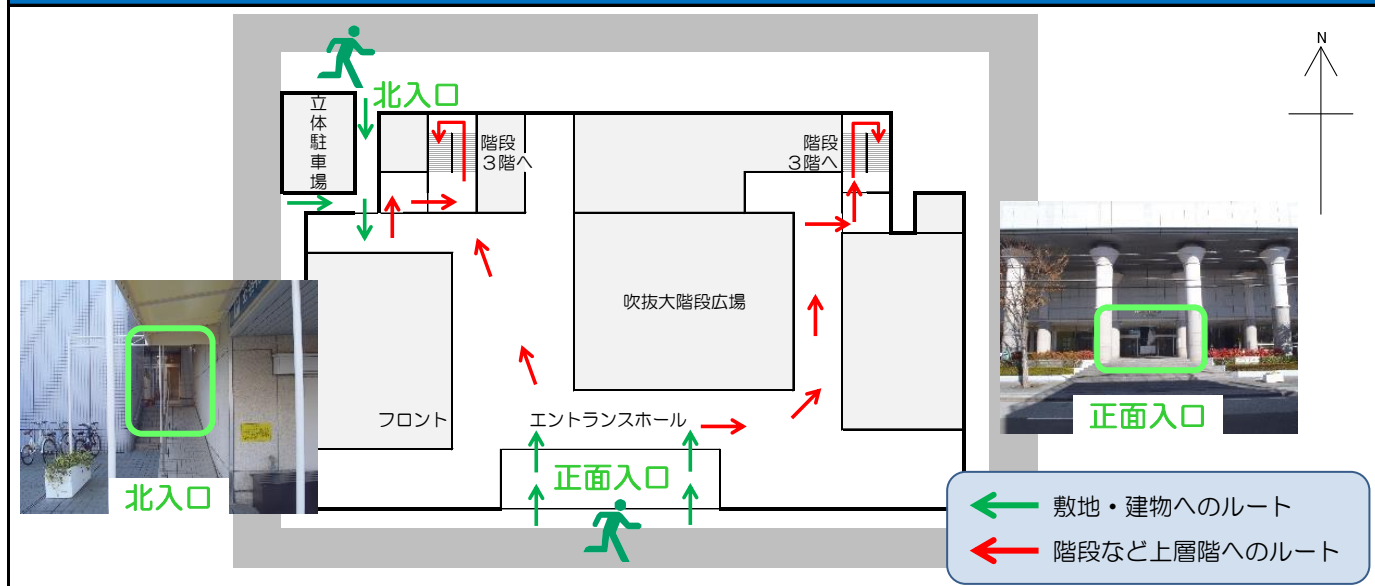 N
北入口
立体駐車場
階段
3階へ
階段
3階へ
吹抜大階段広場
フロント
エントランスホール
正面入口
北入口
正面入口
敷地・建物へのルート
階段など上層階へのルート